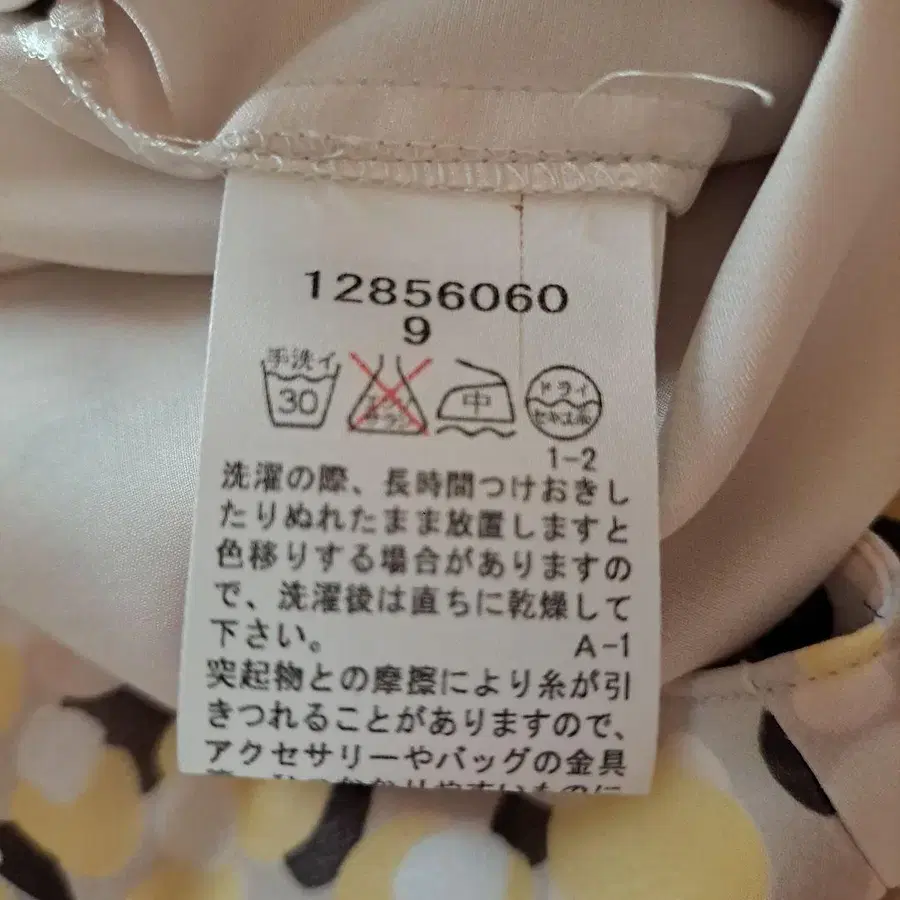 12856060
9
手洗イ
30
中
ドライ
セキユ系
1-2
洗濯の際、長時間つけおきし
たりぬれたまま放置しますと
色移りする場合がありますの
で、洗濯後は直ちに乾燥して
下さい。
A-1
突起物との摩擦により糸が引
きつれることがありますので、
アクセサリーやバッグの金具